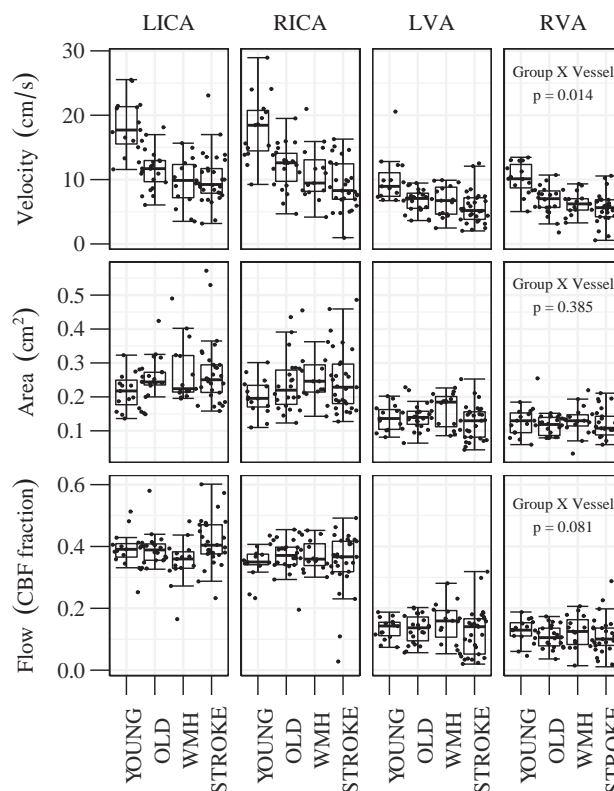 LICA RICA LVA RVA
Velocity (cm/s)
30
20
10
0
Group X Vessel
p = 0.014
Area (cm²)
0.5
0.4
0.3
0.2
0.1
Group X Vessel
p = 0.385
Flow (CBF fraction)
0.6
0.4
0.2
0.0
Group X Vessel
p = 0.081
YOUNG OLD WMH STROKE YOUNG OLD WMH STROKE YOUNG OLD WMH STROKE YOUNG OLD WMH STROKE